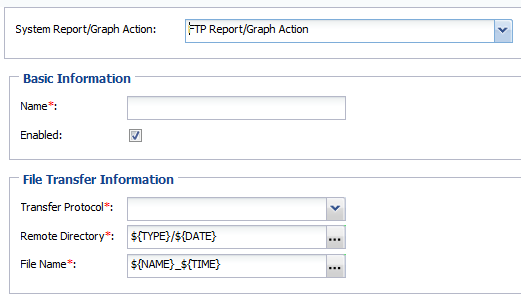 System Report/Graph Action: FTP Report/Graph Action
Basic Information
Name*:
Enabled:
File Transfer Information
Transfer Protocol*:
Remote Directory*: ${TYPE}/${DATE} ...
File Name*: ${NAME}_${TIME} ...